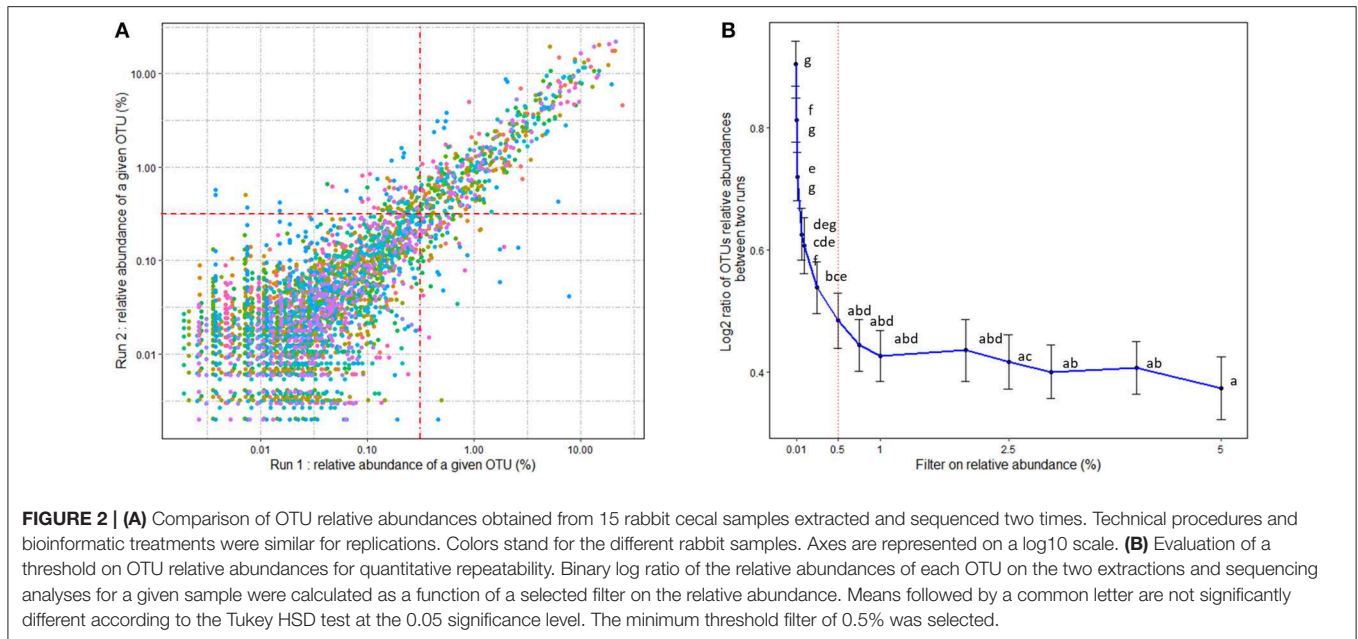 A
Run 2 : relative abundance of a given OTU (%)
10.00
1.00
0.10
0.01
0.01 0.10 1.00 10.00
Run 1 : relative abundance of a given OTU (%)
B
Log2 ratio of OTUs relative abundances
between two runs
0.8
0.6
0.4
g
f
g
e
g
deg
cde
f
bce
abd
abd
abd
abd
ac
ab
ab
a
0.01 0.5 1 2.5 5
Filter on relative abundance (%)
FIGURE 2 | (A) Comparison of OTU relative abundances obtained from 15 rabbit cecal samples extracted and sequenced two times. Technical procedures and
bioinformatic treatments were similar for replications. Colors stand for the different rabbit samples. Axes are represented on a log10 scale. (B) Evaluation of a
threshold on OTU relative abundances for quantitative repeatability. Binary log ratio of the relative abundances of each OTU on the two extractions and sequencing
analyses for a given sample were calculated as a function of a selected filter on the relative abundance. Means followed by a common letter are not significantly
different according to the Tukey HSD test at the 0.05 significance level. The minimum threshold filter of 0.5% was selected.